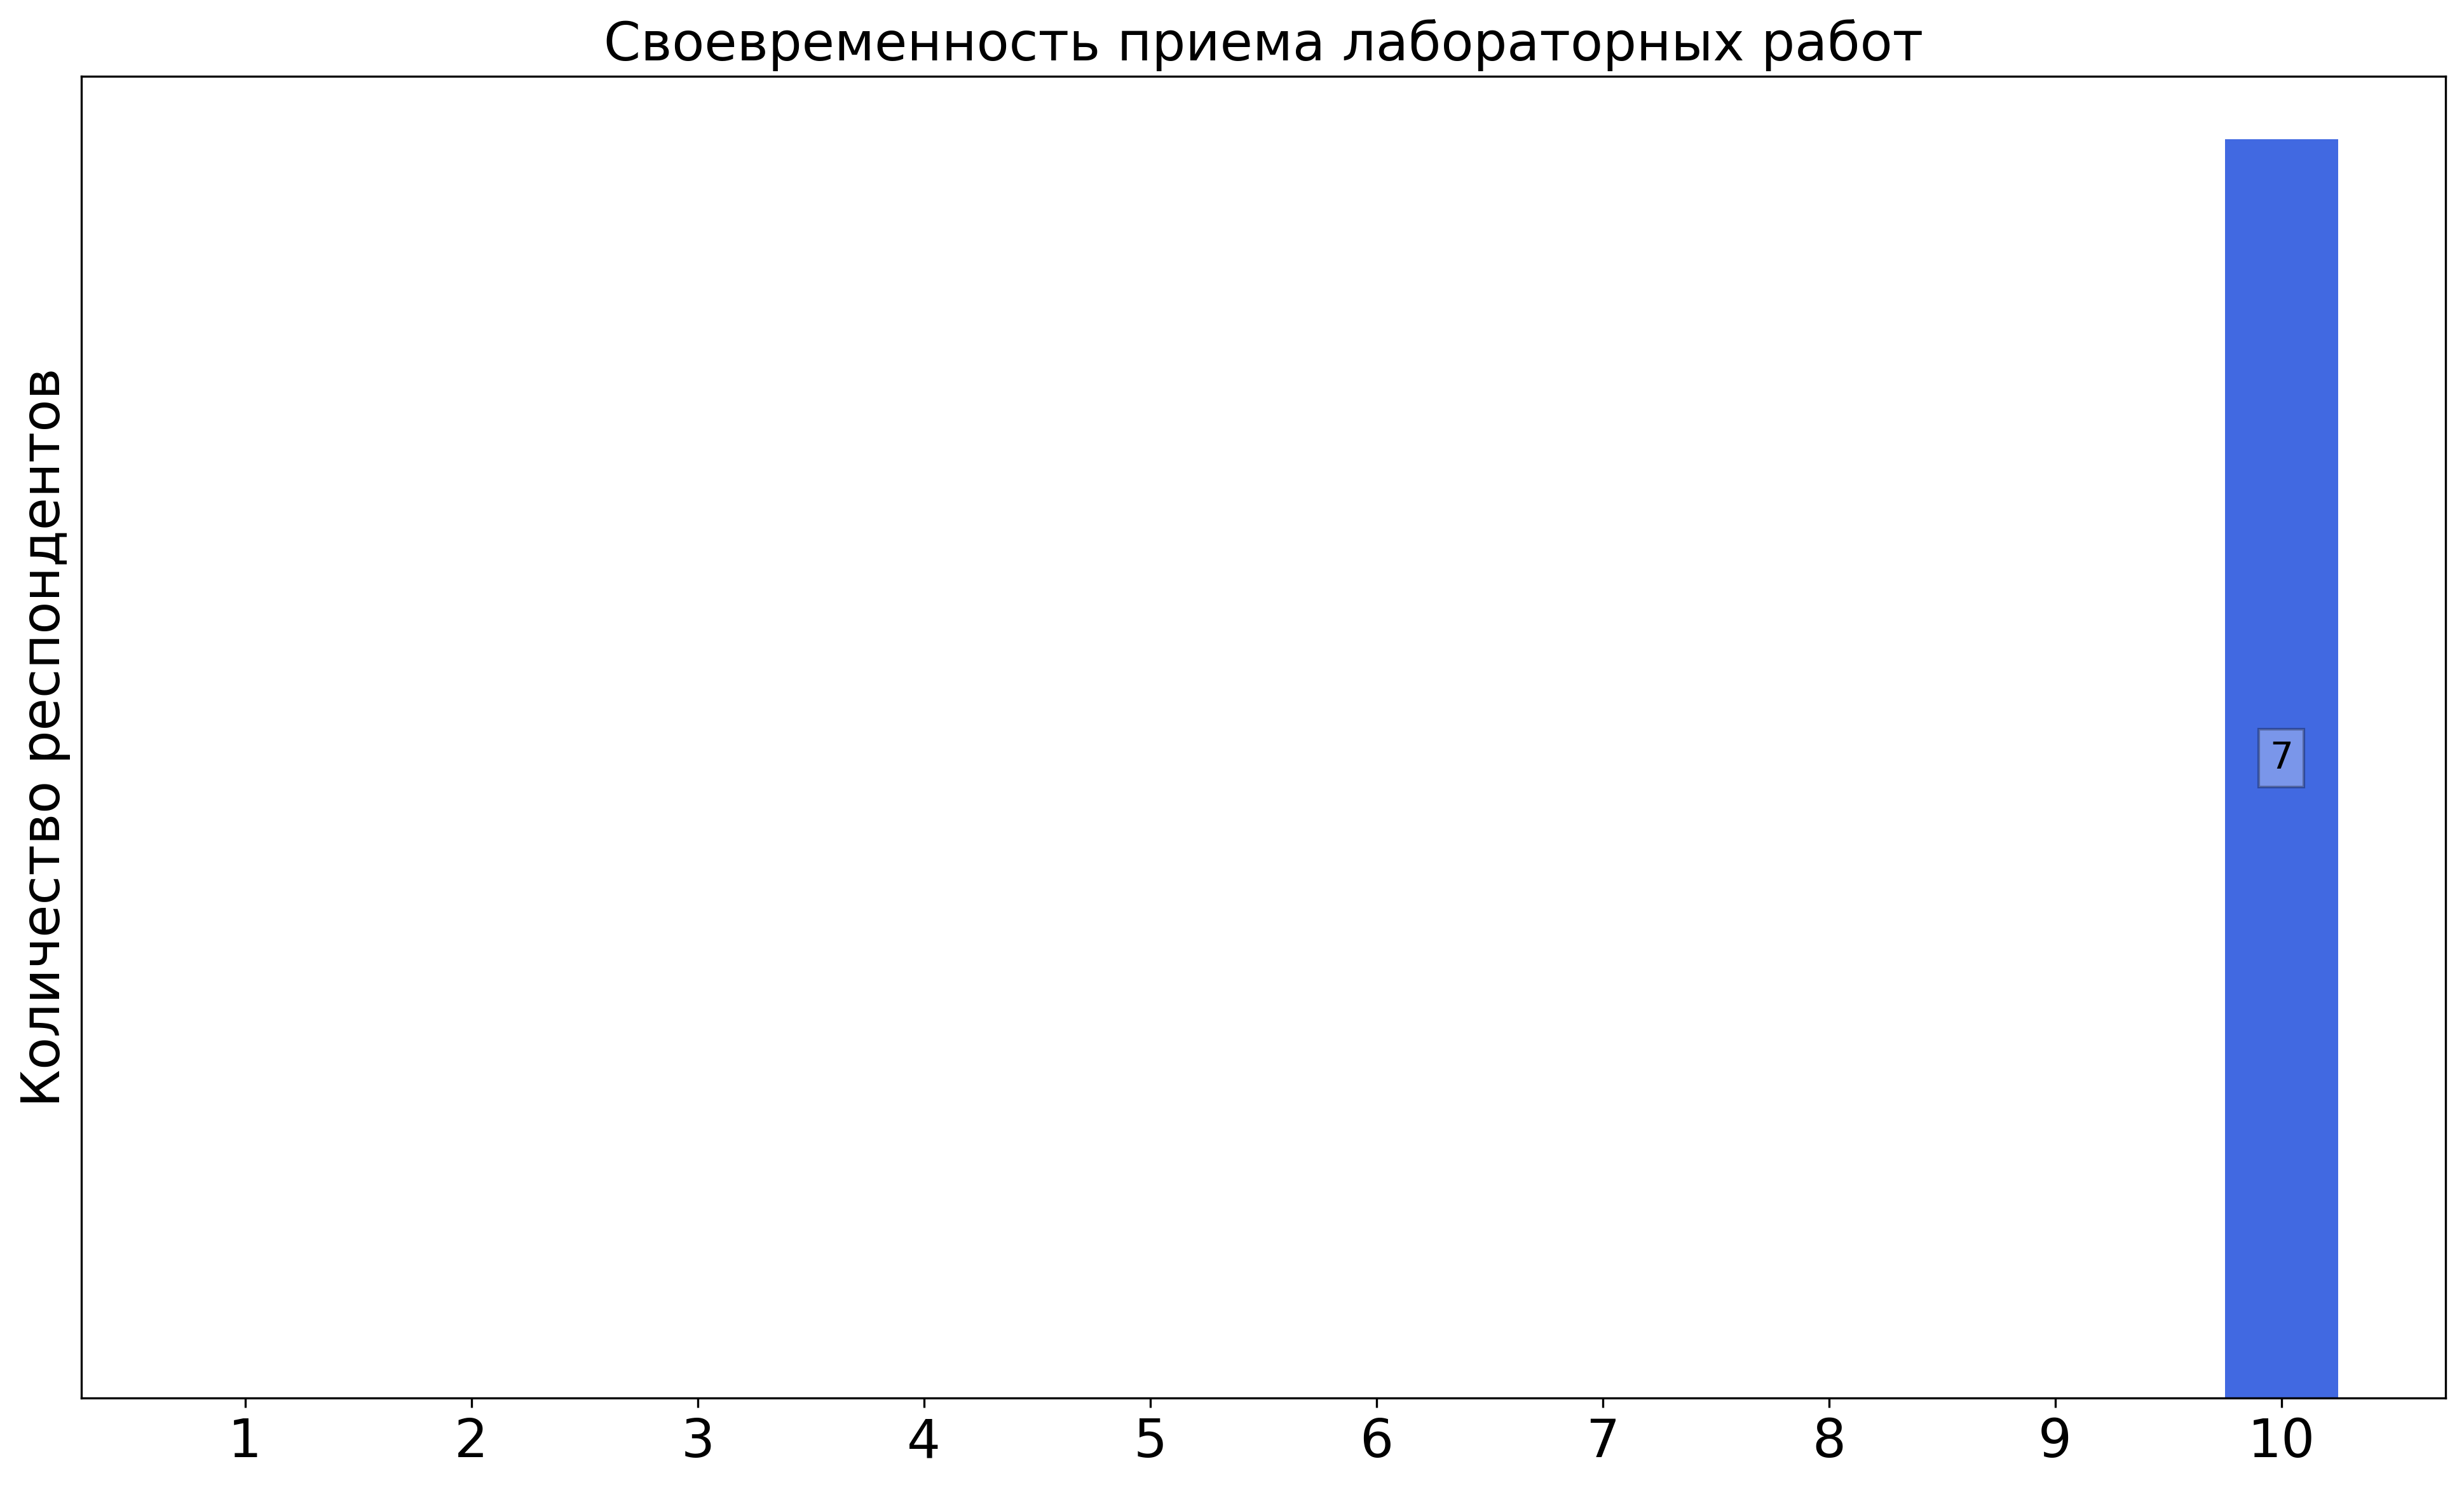 Своевременность приема лабораторных работ
Количество респондентов
7
1 2 3 4 5 6 7 8 9 10